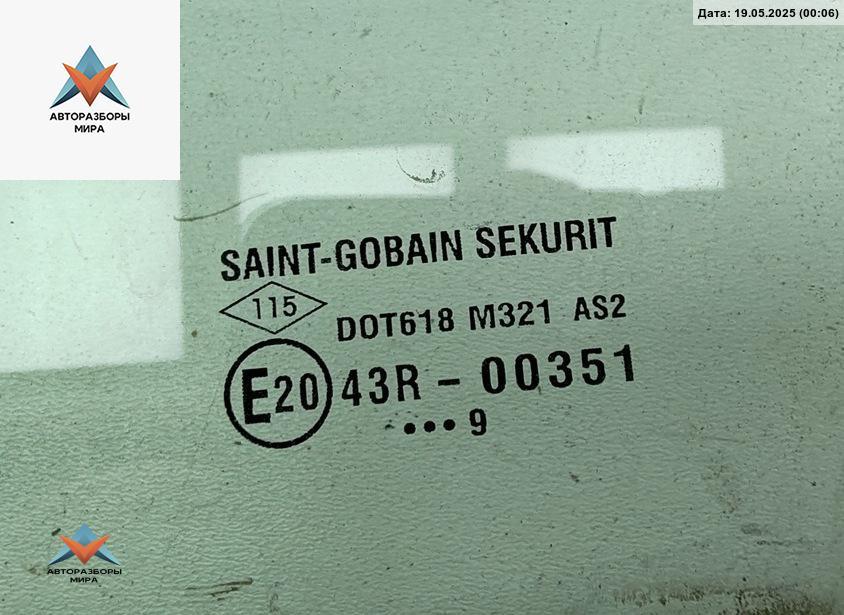 Дата: 19.05.2025 (00:06)
АВТОРАЗБОРЫ
МИРА
SAINT-GOBAIN SEKURIT
115
DOT618 M321 AS2
E20 43R - 00351
••• 9
АВТОРАЗБОРЫ
МИРА